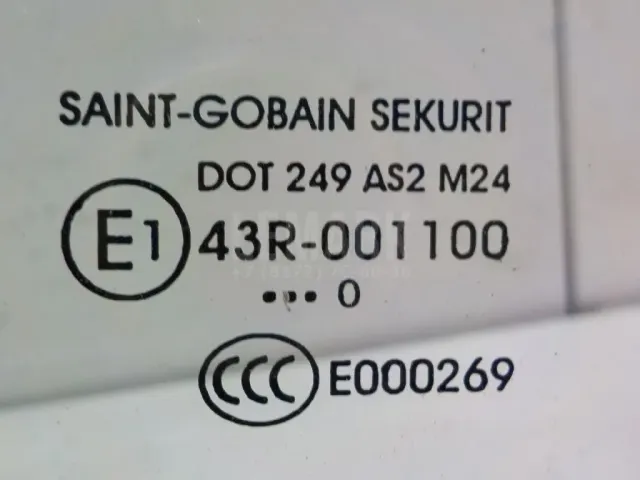 SAINT-GOBAIN SEKURIT
DOT 249 AS2 M24
E1 43R-001100
•••• 0
CCC E000269